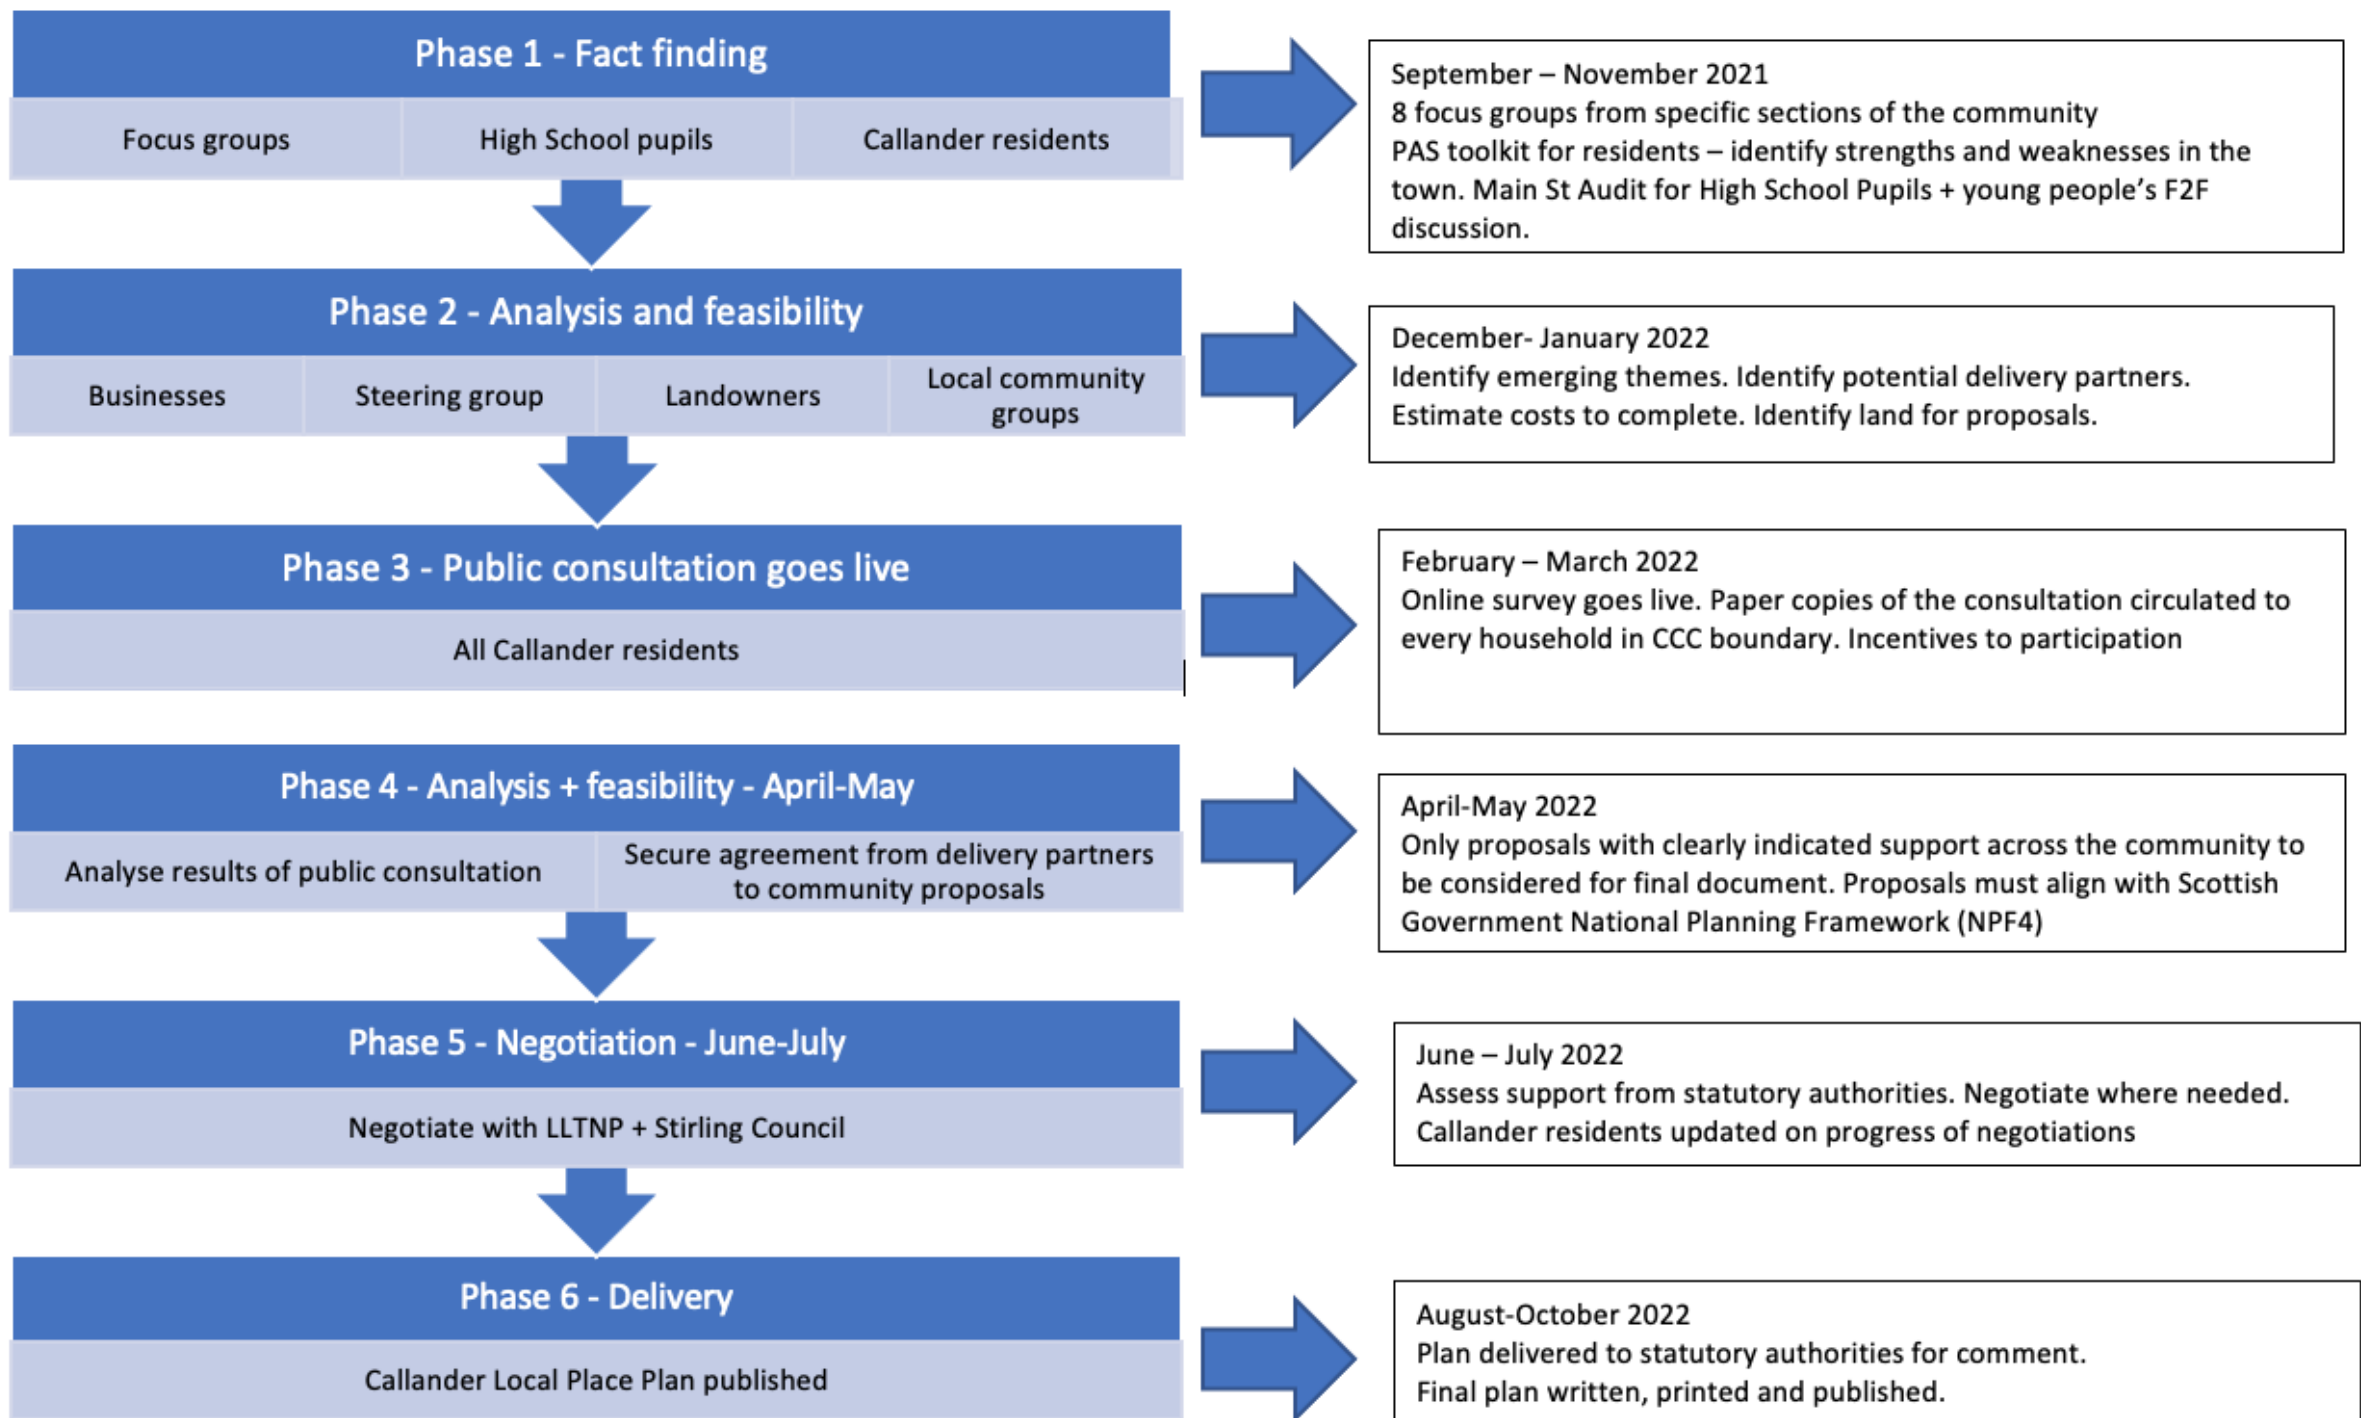 Phase 1 - Fact finding
Focus groups
High School pupils
Callander residents
September – November 2021
8 focus groups from specific sections of the community
PAS toolkit for residents – identify strengths and weaknesses in the
town. Main St Audit for High School Pupils + young people’s F2F
discussion.
Phase 2 - Analysis and feasibility
Businesses
Steering group
Landowners
Local community
groups
December- January 2022
Identify emerging themes. Identify potential delivery partners.
Estimate costs to complete. Identify land for proposals.
Phase 3 - Public consultation goes live
All Callander residents
February – March 2022
Online survey goes live. Paper copies of the consultation circulated to
every household in CCC boundary. Incentives to participation
Phase 4 - Analysis + feasibility - April-May
Analyse results of public consultation
Secure agreement from delivery partners
to community proposals
April-May 2022
Only proposals with clearly indicated support across the community to
be considered for final document. Proposals must align with Scottish
Government National Planning Framework (NPF4)
Phase 5 - Negotiation - June-July
Negotiate with LLTNP + Stirling Council
June – July 2022
Assess support from statutory authorities. Negotiate where needed.
Callander residents updated on progress of negotiations
Phase 6 - Delivery
Callander Local Place Plan published
August-October 2022
Plan delivered to statutory authorities for comment.
Final plan written, printed and published.